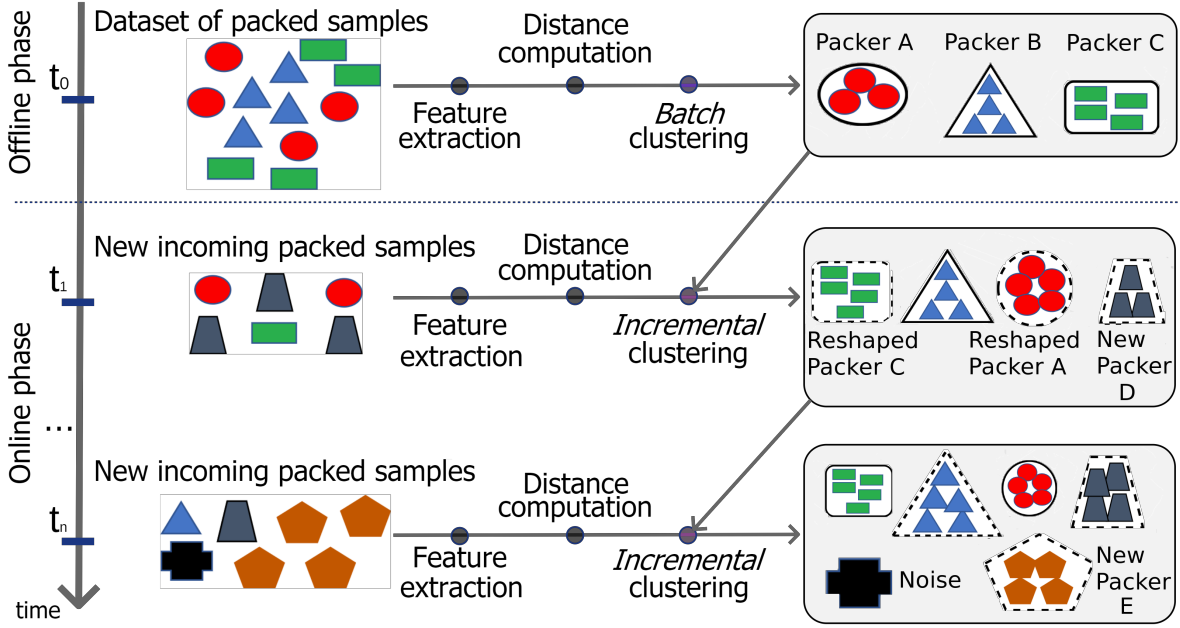 Offline phase
Online phase
t0
Dataset of packed samples
Distance
computation
Feature
extraction
Batch
clustering
Packer A
Packer B
Packer C
t1
New incoming packed samples
Distance
computation
Feature
extraction
Incremental
clustering
Reshaped
Packer C
Reshaped
Packer A
New
Packer
D
...
tn
New incoming packed samples
Distance
computation
Feature
extraction
Incremental
clustering
Noise
New
Packer
E
time